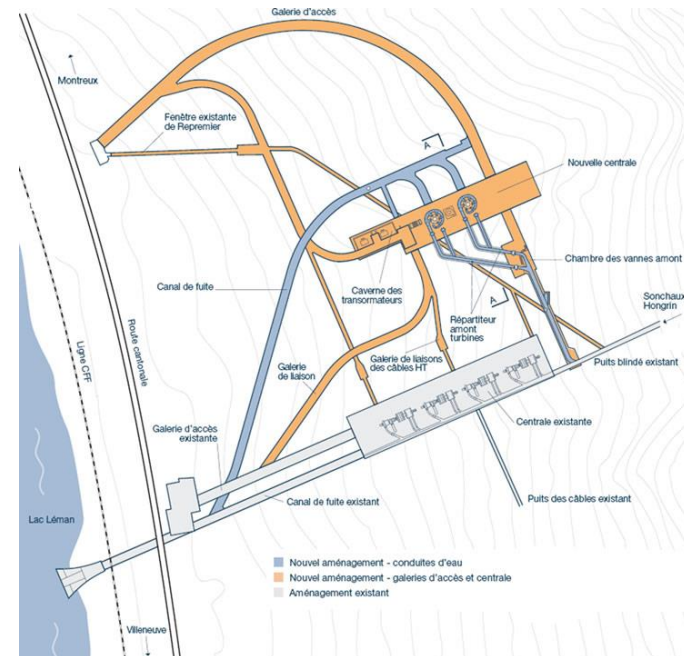 Galerie d'accès
Montreux
Fenêtre existante
de Repremier
A
Nouvelle centrale
Canal de fuite
Chambre des vannes amont
Caverne des
transormateurs
A
Répartiteur
amont
turbines
Sonchaux
Hongrin
Route cantonale
Ligne CFF
Galerie
de liaison
Galerie de liaisons
des câbles HT
Puits blindé existant
Galerie d'accès
existante
Centrale existante
Canal de fuite existant
Puits des câbles existant
Lac Léman
Nouvel aménagement - conduites d'eau
Nouvel aménagement - galeries d'accès et centrale
Aménagement existant
Villeneuve